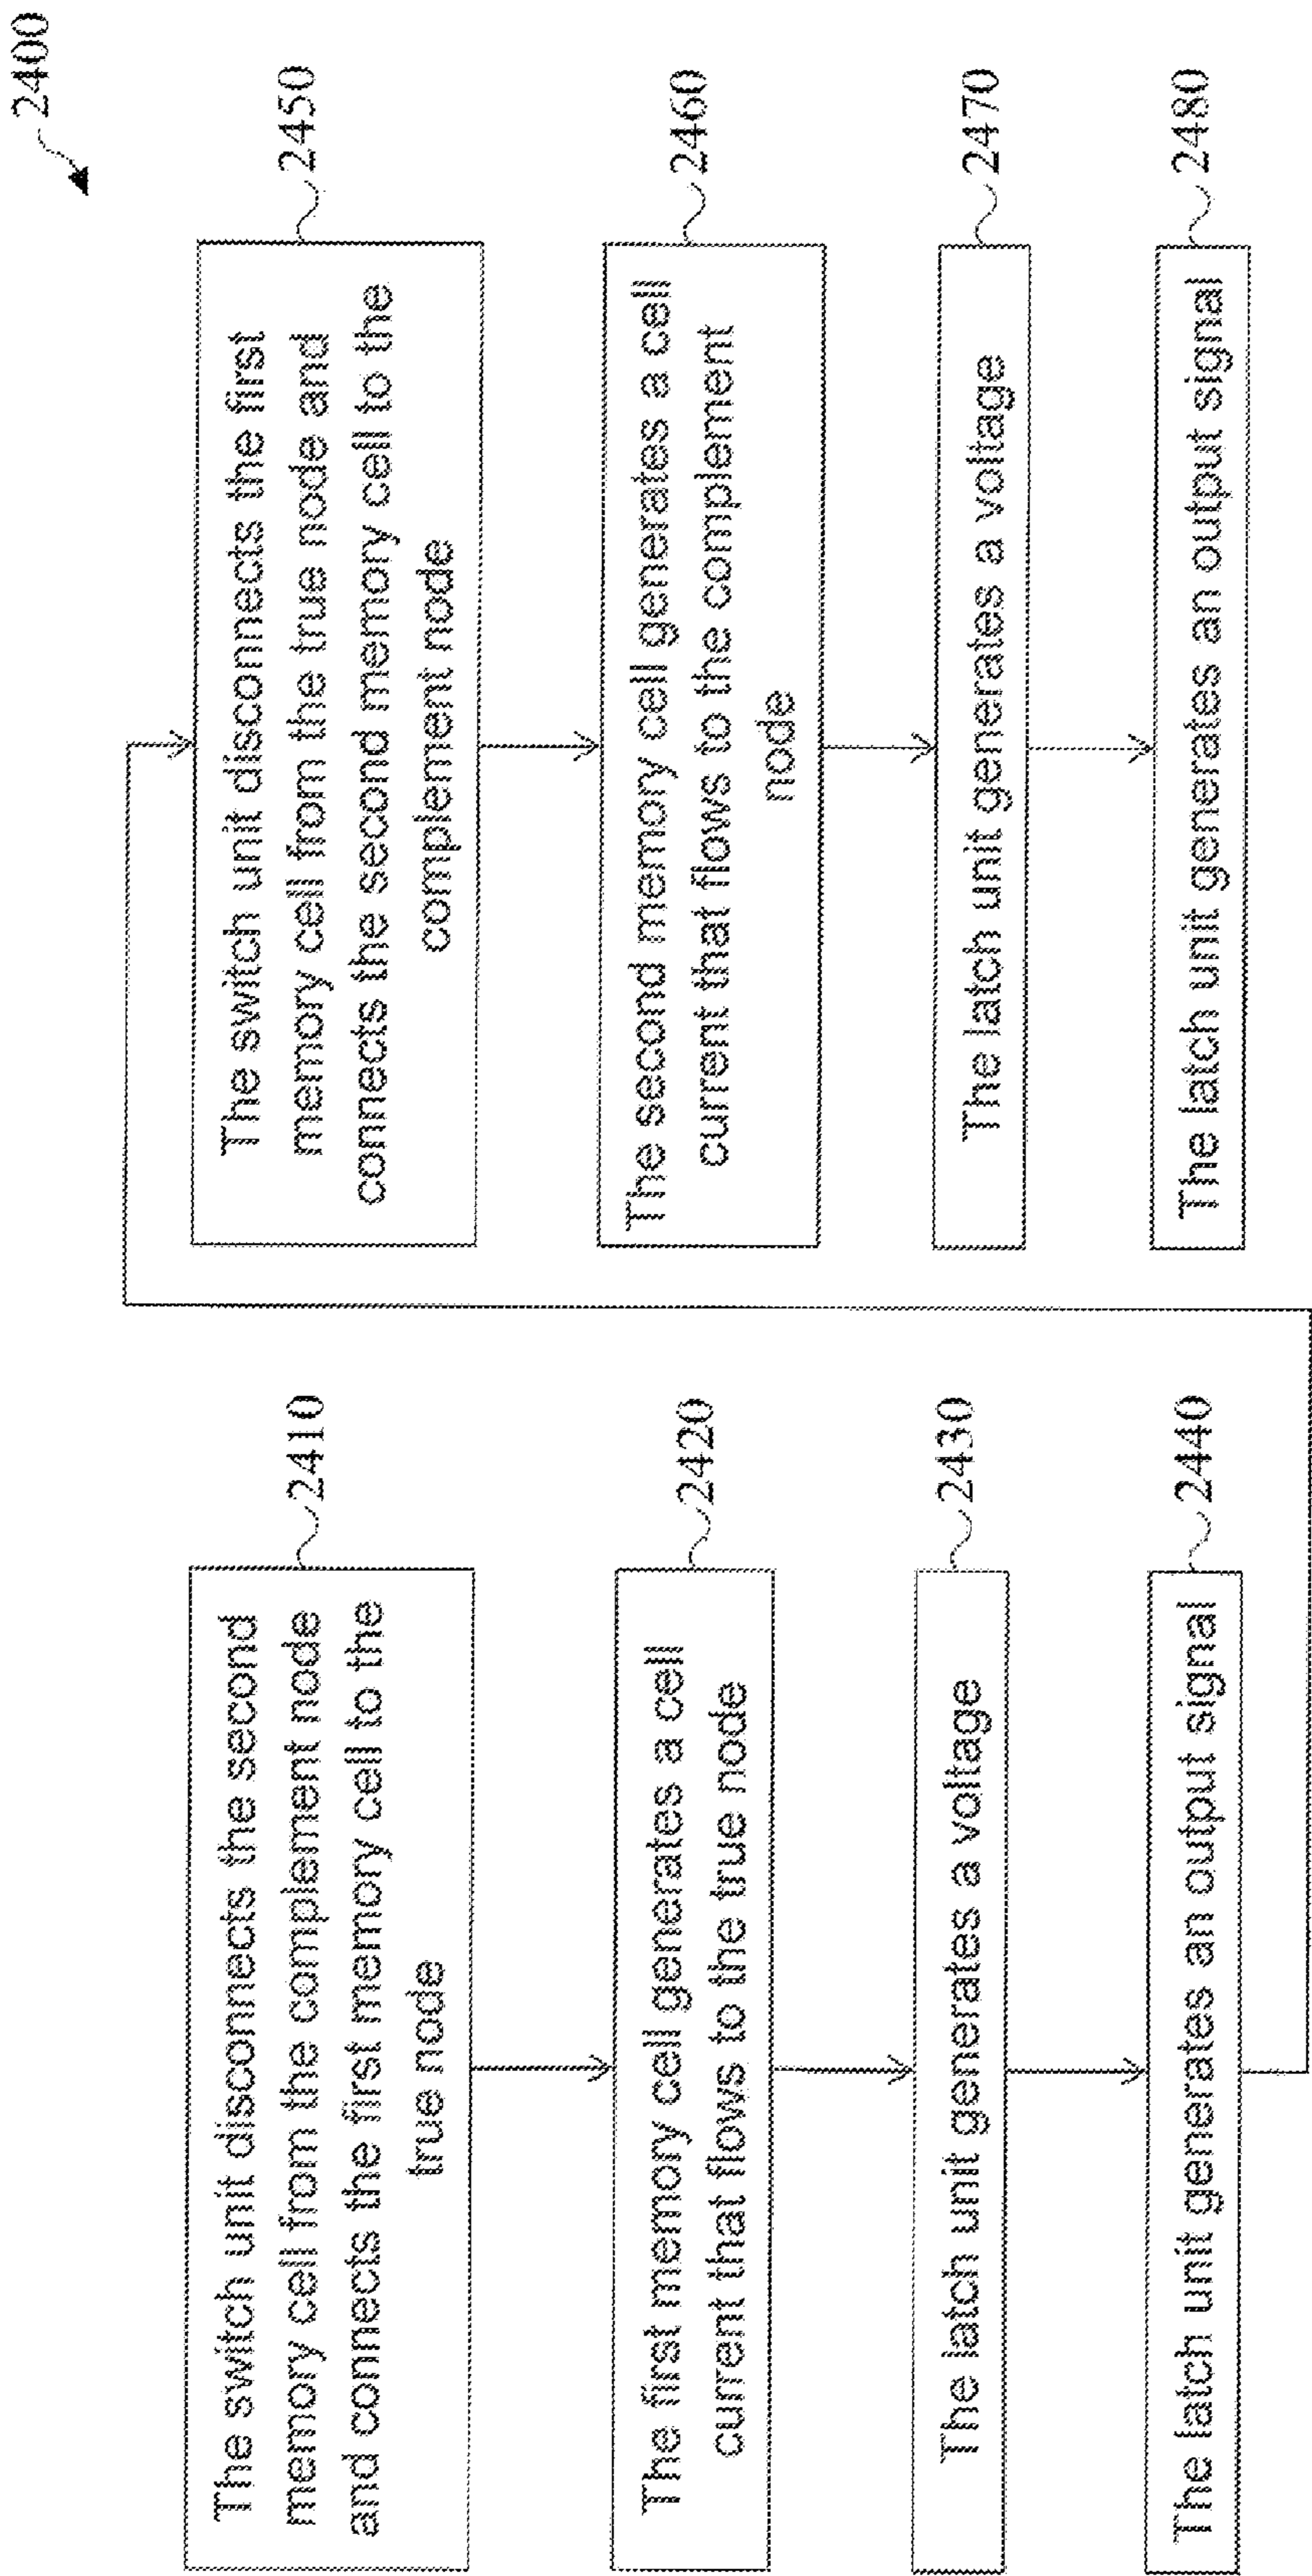 2400
The switch unit disconnects the second
memory cell from the complement node
and connects the first memory cell to the
true node
2410
The first memory cell generates a cell
current that flows to the true node
2420
The latch unit generates a voltage
2430
The latch unit generates an output signal
2440
The switch unit disconnects the first
memory cell from the true node and
connects the second memory cell to the
complement node
2450
The second memory cell generates a cell
current that flows to the complement
node
2460
The latch unit generates a voltage
2470
The latch unit generates an output signal
2480